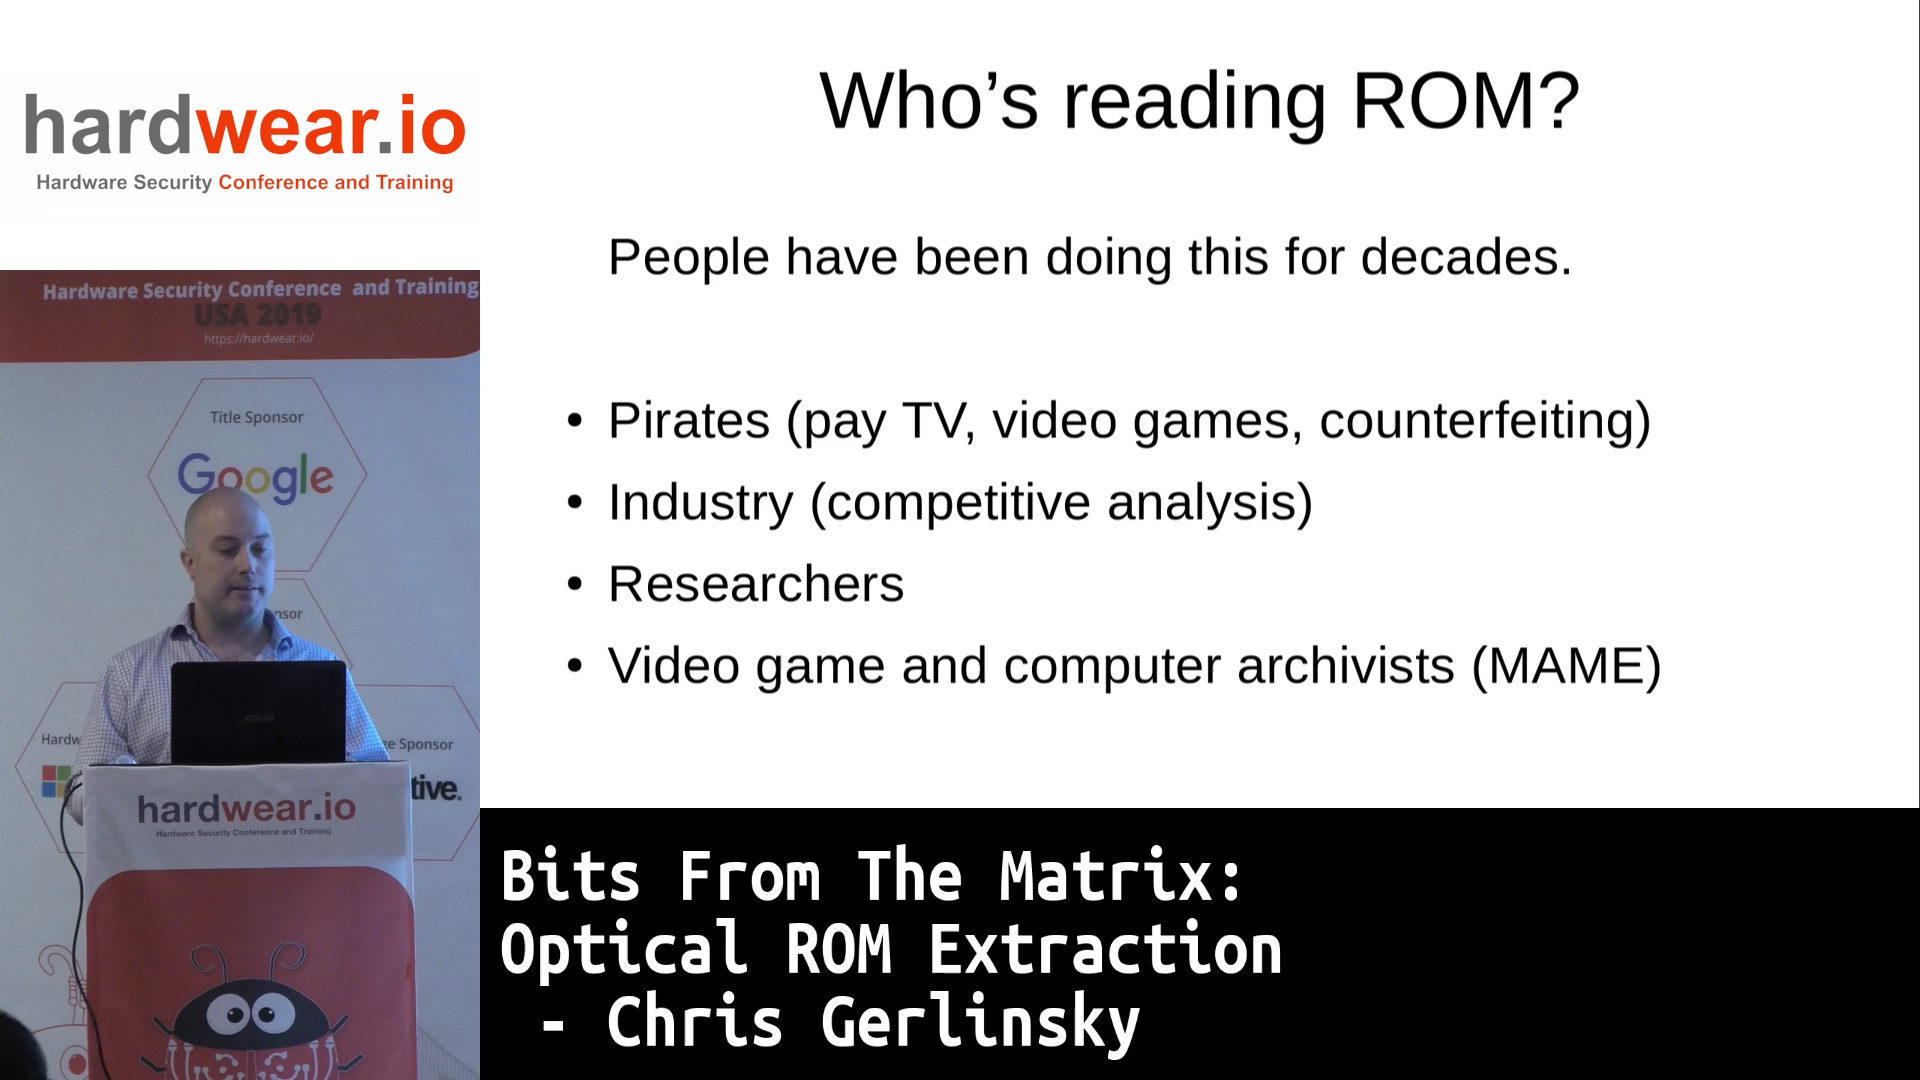 hardwear.io
Hardware Security Conference and Training
Who's reading ROM?
People have been doing this for decades.
• Pirates (pay TV, video games, counterfeiting)
• Industry (competitive analysis)
• Researchers
• Video game and computer archivists (MAME)
Hardware Security Conference and Training
USA 2019
https://hardwear.io/
Title Sponsor
Google
nsor
Hardw
ge Sponsor
tive.
ASUS
hardwear.io
Hardware Security Conference and Training
Bits From The Matrix:
Optical ROM Extraction
- Chris Gerlinsky